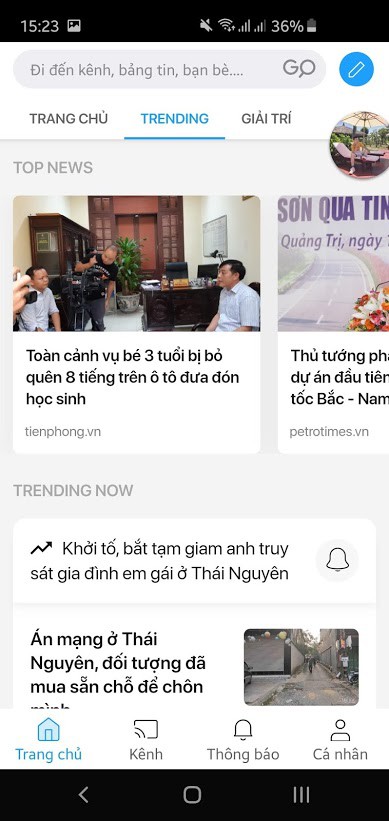 15:23 36%
Đi đến kênh, bảng tin, bạn bè.... GO
TRANG CHỦ TRENDING GIẢI TRÍ
TOP NEWS
SƠN QUA TỈN
Quảng Trị, ngày
Toàn cảnh vụ bé 3 tuổi bị bỏ
quên 8 tiếng trên ô tô đưa đón
học sinh
tienphong.vn
Thủ tướng phá
dự án đầu tiên
tốc Bắc - Nam
petrotimes.vn
TRENDING NOW
Khởi tố, bắt tạm giam anh truy
sát gia đình em gái ở Thái Nguyên
Án mạng ở Thái
Nguyên, đối tượng đã
mua sẵn chỗ để chôn
mình
Trang chủ Kênh Thông báo Cá nhân